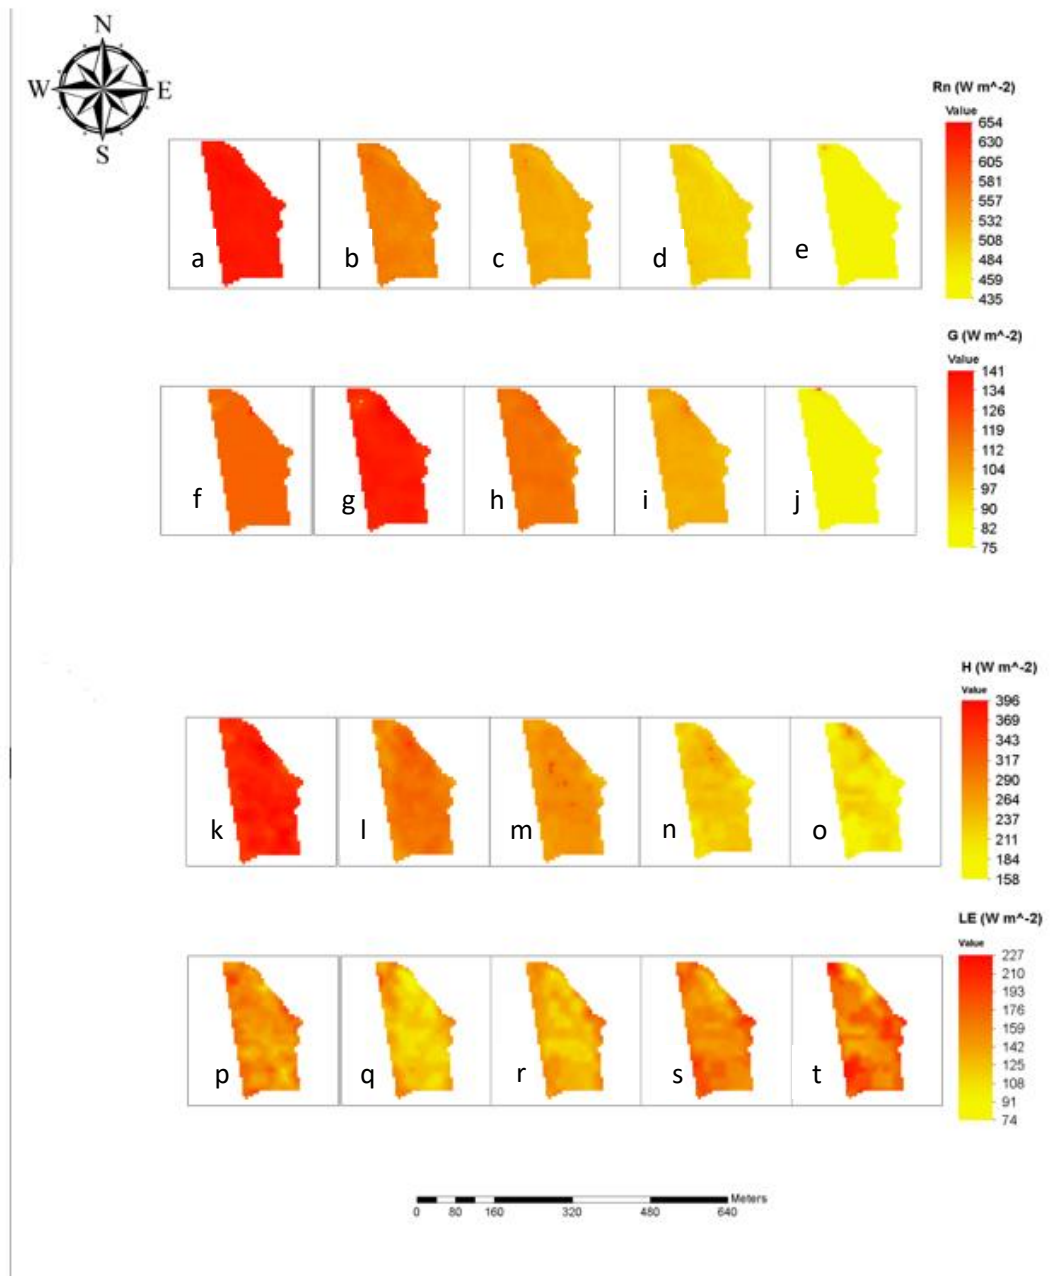 N
W E
S
Rn (W m^-2)
Value
654
630
605
581
557
532
508
484
459
435
a b c d e
G (W m^-2)
Value
141
134
126
119
112
104
97
90
82
75
f g h i j
H (W m^-2)
Value
396
369
343
317
290
264
237
211
184
158
k l m n o
LE (W m^-2)
Value
227
210
193
176
159
142
125
108
91
74
p q r s t
Meters
0 80 160 320 480 640